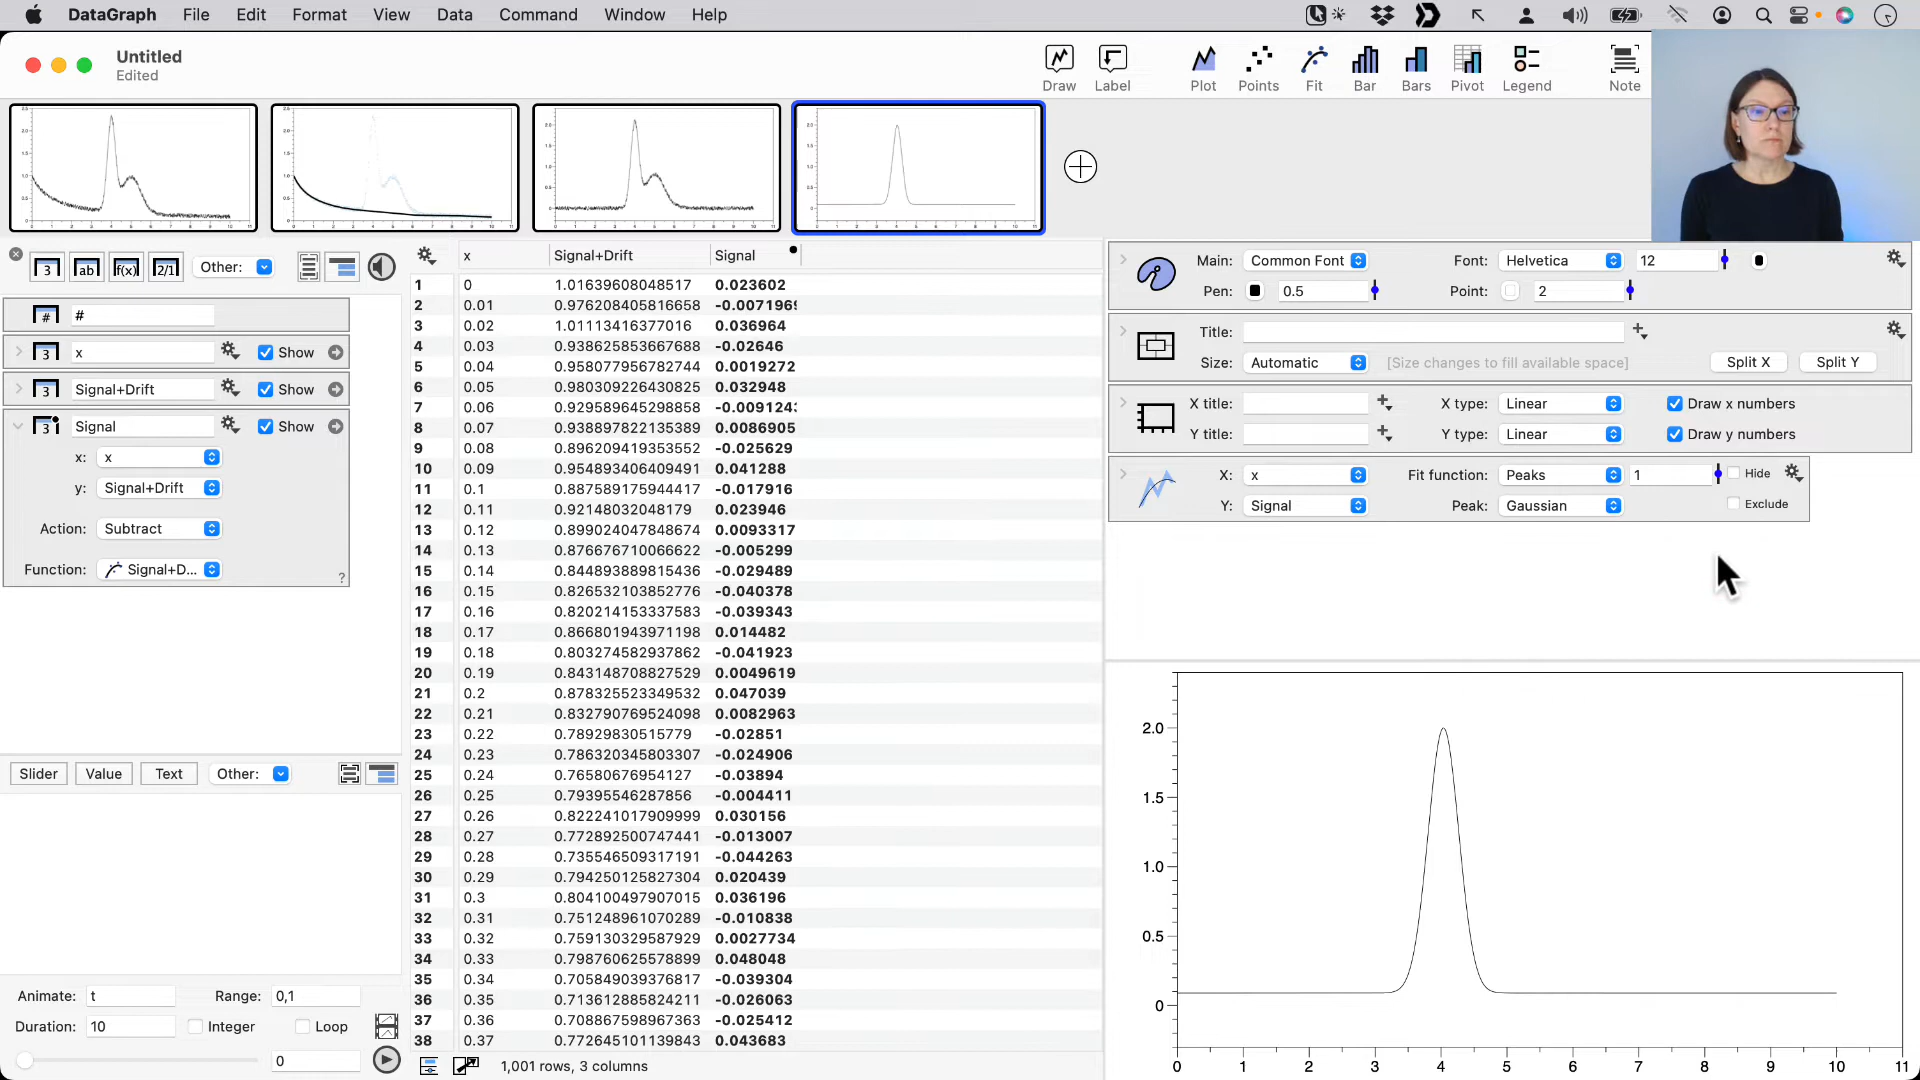 DataGraph File Edit Format View Data Command Window Help
Untitled
Edited
Draw Label Plot Points Fit Bar Bars Pivot Legend Note
3 ab f(x) 2/1 Other:
# #
3 x Show
3 Signal+Drift Show
3 Signal Show
x: x
y: Signal+Drift
Action: Subtract
Function: Signal+D...
?
Slider Value Text Other:
Animate: t Range: 0,1
Duration: 10 Integer Loop
0
x Signal+Drift Signal
1 0 1.01639608048517 0.023602
2 0.01 0.976208405816658 -0.0071969
3 0.02 1.01113416377016 0.036964
4 0.03 0.938625853667688 -0.02646
5 0.04 0.958077956782744 0.0019272
6 0.05 0.980309226430825 0.032948
7 0.06 0.929589645298858 -0.0091243
8 0.07 0.938897822135389 0.0086905
9 0.08 0.89620941935355​2 -0.025629
10 0.09 0.954893406409491 0.041288
11 0.1 0.887589175944417 -0.017916
12 0.11 0.92148032048179 0.023946
13 0.12 0.899024047848674 0.0093317
14 0.13 0.876676710066622 -0.005299
15 0.14 0.844893889815436 -0.029489
16 0.15 0.826532103852776 -0.040378
17 0.16 0.820214153337583 -0.039343
18 0.17 0.866801943971198 0.014482
19 0.18 0.803274582937862 -0.041923
20 0.19 0.843148708827529 0.0049619
21 0.2 0.878325523349532 0.047039
22 0.21 0.832790769524098 0.0082963
23 0.22 0.78929830515779 -0.02851
24 0.23 0.786320345803307 -0.024906
25 0.24 0.76580676954127 -0.03894
26 0.25 0.79395546287856 -0.004411
27 0.26 0.822241017909999 0.030156
28 0.27 0.772892500747441 -0.013007
29 0.28 0.735546509317191 -0.044263
30 0.29 0.794250125827304 0.020439
31 0.3 0.804100497907015 0.036196
32 0.31 0.751248961070289 -0.010838
33 0.32 0.759130329587929 0.0027734
34 0.33 0.798760625578899 0.048048
35 0.34 0.705849039376817 -0.039304
36 0.35 0.713612885824211 -0.026063
37 0.36 0.708867598967363 -0.025412
38 0.37 0.772645101139843 0.043683
1,001 rows, 3 columns
Main: Common Font Font: Helvetica 12
Pen: 0.5 Point: 2
Title:
Size: Automatic [Size changes to fill available space] Split X Split Y
X title: X type: Linear Draw x numbers
Y title: Y type: Linear Draw y numbers
X: x Fit function: Peaks 1 Hide
Y: Signal Peak: Gaussian Exclude
2.0
1.5
1.0
0.5
0
0 1 2 3 4 5 6 7 8 9 10 11